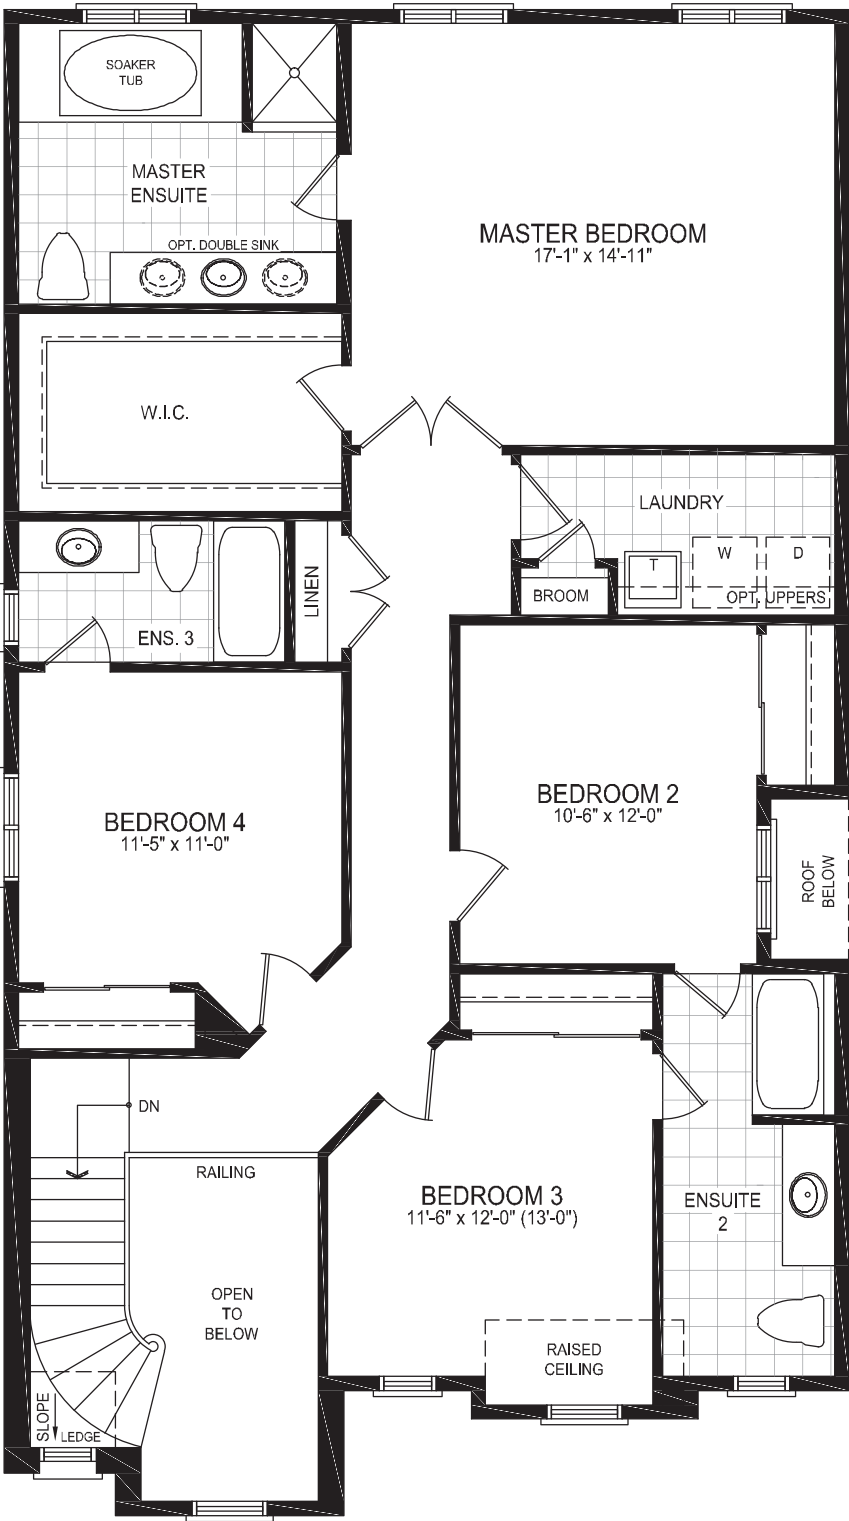 SOAKER
TUB
MASTER
ENSUITE
OPT. DOUBLE SINK
MASTER BEDROOM
17'-1" x 14'-11"
W.I.C.
LAUNDRY
T
W
D
OPT. UPPERS
BROOM
LINEN
ENS. 3
BEDROOM 4
11'-5" x 11'-0"
BEDROOM 2
10'-6" x 12'-0"
ROOF
BELOW
DN
RAILING
OPEN
TO
BELOW
BEDROOM 3
11'-6" x 12'-0" (13'-0")
ENSUITE
2
RAISED
CEILING
SLOPE
LEDGE